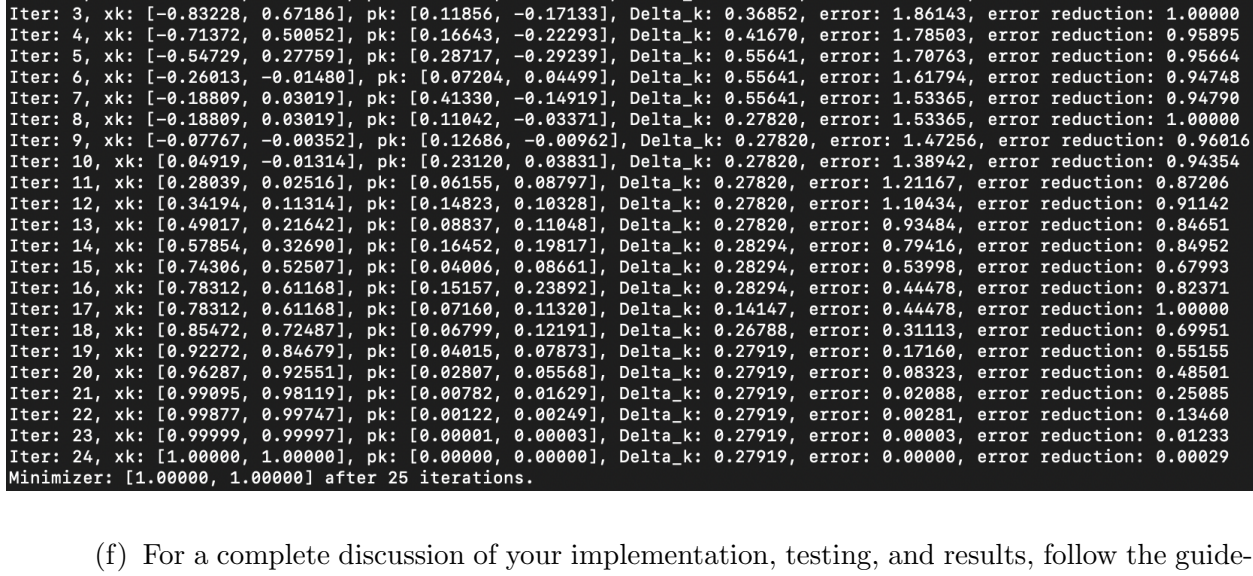 Iter: 3, xk: [-0.83228, 0.67186], pk: [0.11856, -0.17133], Delta_k: 0.36852, error: 1.86143, error reduction: 1.00000
Iter: 4, xk: [-0.71372, 0.50052], pk: [0.16643, -0.22293], Delta_k: 0.41670, error: 1.78503, error reduction: 0.95895
Iter: 5, xk: [-0.54729, 0.27759], pk: [0.28717, -0.29239], Delta_k: 0.55641, error: 1.70763, error reduction: 0.95664
Iter: 6, xk: [-0.26013, -0.01480], pk: [0.07204, 0.04499], Delta_k: 0.55641, error: 1.61794, error reduction: 0.94748
Iter: 7, xk: [-0.18809, 0.03019], pk: [0.41330, -0.14919], Delta_k: 0.55641, error: 1.53365, error reduction: 0.94790
Iter: 8, xk: [-0.18809, 0.03019], pk: [0.11042, -0.03371], Delta_k: 0.27820, error: 1.53365, error reduction: 1.00000
Iter: 9, xk: [-0.07767, -0.00352], pk: [0.12686, -0.00962], Delta_k: 0.27820, error: 1.47256, error reduction: 0.96016
Iter: 10, xk: [0.04919, -0.01314], pk: [0.23120, 0.03831], Delta_k: 0.27820, error: 1.38942, error reduction: 0.94354
Iter: 11, xk: [0.28039, 0.02516], pk: [0.06155, 0.08797], Delta_k: 0.27820, error: 1.21167, error reduction: 0.87206
Iter: 12, xk: [0.34194, 0.11314], pk: [0.14823, 0.10328], Delta_k: 0.27820, error: 1.10434, error reduction: 0.91142
Iter: 13, xk: [0.49017, 0.21642], pk: [0.08837, 0.11048], Delta_k: 0.27820, error: 0.93484, error reduction: 0.84651
Iter: 14, xk: [0.57854, 0.32690], pk: [0.16452, 0.19817], Delta_k: 0.28294, error: 0.79416, error reduction: 0.84952
Iter: 15, xk: [0.74306, 0.52507], pk: [0.04006, 0.08661], Delta_k: 0.28294, error: 0.53998, error reduction: 0.67993
Iter: 16, xk: [0.78312, 0.61168], pk: [0.15157, 0.23892], Delta_k: 0.28294, error: 0.44478, error reduction: 0.82371
Iter: 17, xk: [0.78312, 0.61168], pk: [0.07160, 0.11320], Delta_k: 0.14147, error: 0.44478, error reduction: 1.00000
Iter: 18, xk: [0.85472, 0.72487], pk: [0.06799, 0.12191], Delta_k: 0.26788, error: 0.31113, error reduction: 0.69951
Iter: 19, xk: [0.92272, 0.84679], pk: [0.04015, 0.07873], Delta_k: 0.27919, error: 0.17160, error reduction: 0.55155
Iter: 20, xk: [0.96287, 0.92551], pk: [0.02807, 0.05568], Delta_k: 0.27919, error: 0.08323, error reduction: 0.48501
Iter: 21, xk: [0.99095, 0.98119], pk: [0.00782, 0.01629], Delta_k: 0.27919, error: 0.02088, error reduction: 0.25085
Iter: 22, xk: [0.99877, 0.99747], pk: [0.00122, 0.00249], Delta_k: 0.27919, error: 0.00281, error reduction: 0.13460
Iter: 23, xk: [0.99999, 0.99997], pk: [0.00001, 0.00003], Delta_k: 0.27919, error: 0.00003, error reduction: 0.01233
Iter: 24, xk: [1.00000, 1.00000], pk: [0.00000, 0.00000], Delta_k: 0.27919, error: 0.00000, error reduction: 0.00029
Minimizer: [1.00000, 1.00000] after 25 iterations.
(f) For a complete discussion of your implementation, testing, and results, follow the guide-